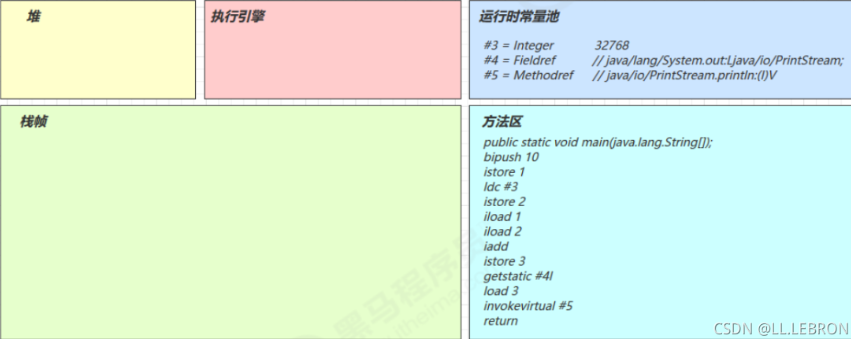 堆
执行引擎
运行时常量池
#3 = Integer 32768
#4 = Fieldref // java/lang/System.out:Ljava/io/PrintStream;
#5 = Methodref // java/io/PrintStream.println:(I)V
栈帧
方法区
public static void main(java.lang.String[]);
bipush 10
istore 1
ldc #3
istore 2
iload 1
iload 2
iadd
istore 3
getstatic #4I
load 3
invokevirtual #5
return
黑马程序员
CSDN @LL.LEBRON